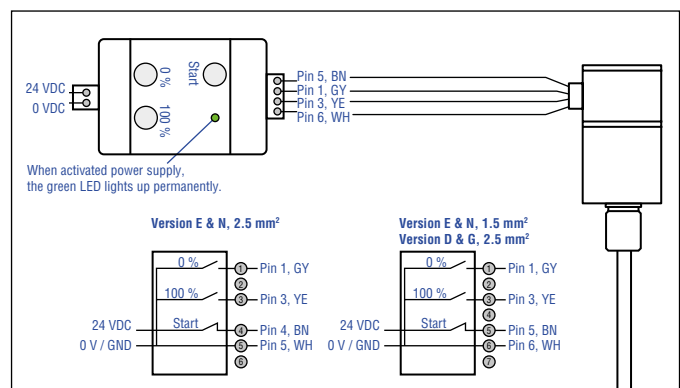 0 %
Start
100 %
24 VDC
0 VDC
Pin 5, BN
Pin 1, GY
Pin 3, YE
Pin 6, WH
When activated power supply,
the green LED lights up permanently.
Version E & N, 2.5 mm²
0 %
1
Pin 1, GY
2
100 %
3
Pin 3, YE
24 VDC
Start
4
Pin 4, BN
0 V / GND
5
Pin 5, WH
6
Version E & N, 1.5 mm²
Version D & G, 2.5 mm²
0 %
1
Pin 1, GY
2
100 %
3
Pin 3, YE
4
24 VDC
Start
5
Pin 5, BN
0 V / GND
6
Pin 6, WH
7